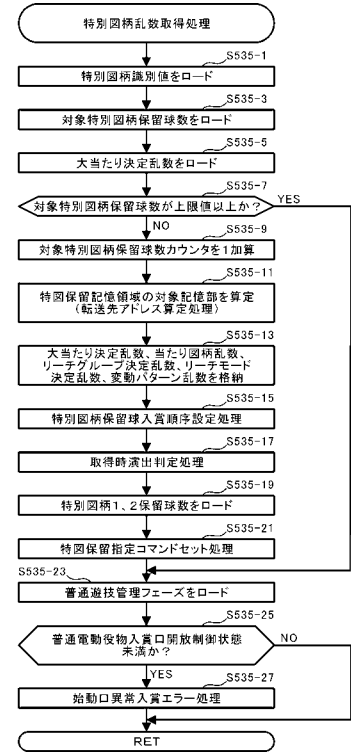 特別図柄乱数取得処理
S535-1
特別図柄識別値をロード
S535-3
対象特別図柄保留球数をロード
S535-5
大当たり決定乱数をロード
S535-7
対象特別図柄保留球数が上限値以上か?
YES
NO
S535-9
対象特別図柄保留球数カウンタを1加算
S535-11
特図保留記憶領域の対象記憶部を算定
(転送先アドレス算定処理)
S535-13
大当たり決定乱数、当たり図柄乱数、
リーチグループ決定乱数、リーチモード
決定乱数、変動パターン乱数を格納
S535-15
特別図柄保留球入賞順序設定処理
S535-17
取得時演出判定処理
S535-19
特別図柄1、2保留球数をロード
S535-21
特図保留指定コマンドセット処理
S535-23
普通遊技管理フェーズをロード
S535-25
普通電動役物入賞口開放制御状態
未満か?
NO
YES
S535-27
始動口異常入賞エラー処理
RET